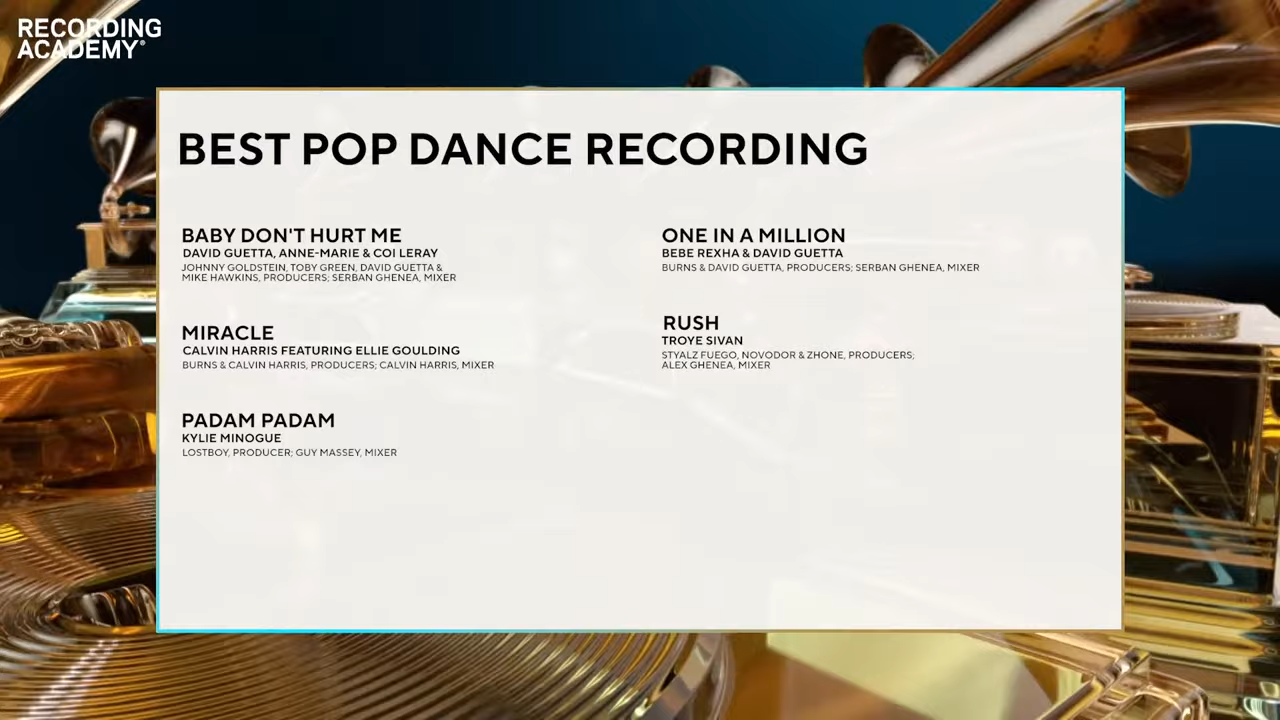 RECORDING
ACADEMY®
BEST POP DANCE RECORDING
BABY DON'T HURT ME
DAVID GUETTA, ANNE-MARIE & COI LERAY
JOHNNY GOLDSTEIN, TOBY GREEN, DAVID GUETTA &
MIKE HAWKINS, PRODUCERS; SERBAN GHENEA, MIXER
MIRACLE
CALVIN HARRIS FEATURING ELLIE GOULDING
BURNS & CALVIN HARRIS, PRODUCERS; CALVIN HARRIS, MIXER
PADAM PADAM
KYLIE MINOGUE
LOSTBOY, PRODUCER; GUY MASSEY, MIXER
ONE IN A MILLION
BEBE REXHA & DAVID GUETTA
BURNS & DAVID GUETTA, PRODUCERS; SERBAN GHENEA, MIXER
RUSH
TROYE SIVAN
STYALZ FUEGO, NOVODOR & ZHONE, PRODUCERS;
ALEX GHENEA, MIXER